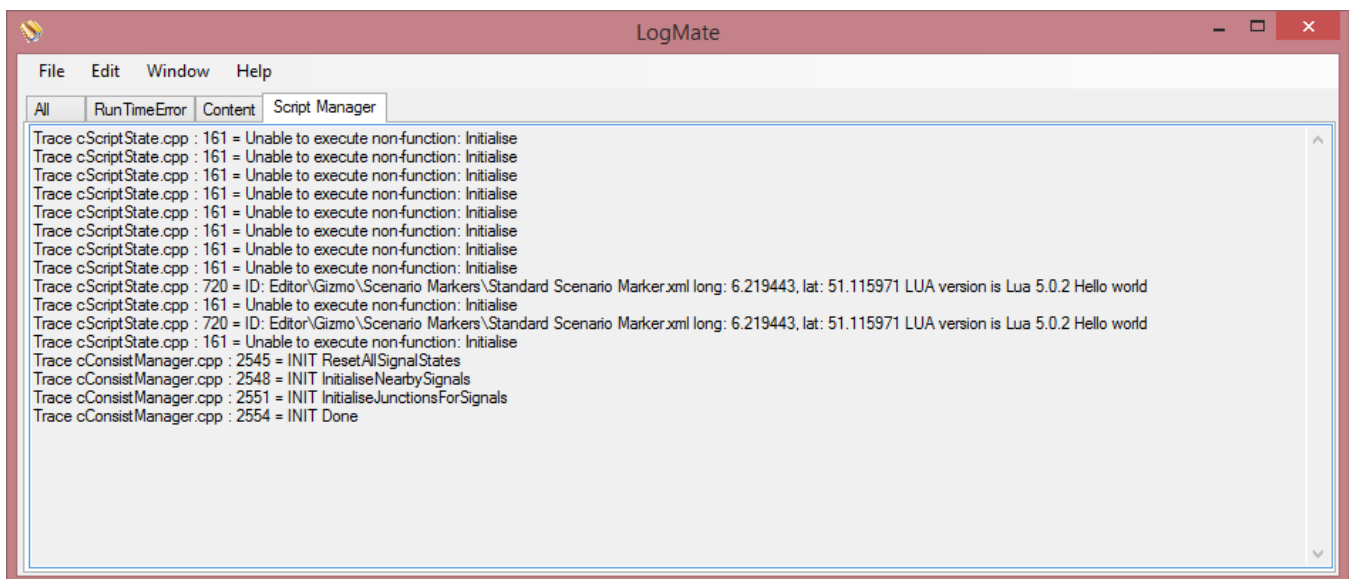 LogMate
File Edit Window Help
All RunTimeError Content Script Manager
Trace cScriptState.cpp : 161 = Unable to execute non-function: Initialise
Trace cScriptState.cpp : 161 = Unable to execute non-function: Initialise
Trace cScriptState.cpp : 161 = Unable to execute non-function: Initialise
Trace cScriptState.cpp : 161 = Unable to execute non-function: Initialise
Trace cScriptState.cpp : 161 = Unable to execute non-function: Initialise
Trace cScriptState.cpp : 161 = Unable to execute non-function: Initialise
Trace cScriptState.cpp : 161 = Unable to execute non-function: Initialise
Trace cScriptState.cpp : 161 = Unable to execute non-function: Initialise
Trace cScriptState.cpp : 720 = ID: Editor\Gizmo\Scenario Markers\Standard Scenario Marker.xml long: 6.219443, lat: 51.115971 LUA version is Lua 5.0.2 Hello world
Trace cScriptState.cpp : 161 = Unable to execute non-function: Initialise
Trace cScriptState.cpp : 720 = ID: Editor\Gizmo\Scenario Markers\Standard Scenario Marker.xml long: 6.219443, lat: 51.115971 LUA version is Lua 5.0.2 Hello world
Trace cScriptState.cpp : 161 = Unable to execute non-function: Initialise
Trace cConsistManager.cpp : 2545 = INIT ResetAllSignalStates
Trace cConsistManager.cpp : 2548 = INIT InitialiseNearbySignals
Trace cConsistManager.cpp : 2551 = INIT InitialiseJunctionsForSignals
Trace cConsistManager.cpp : 2554 = INIT Done